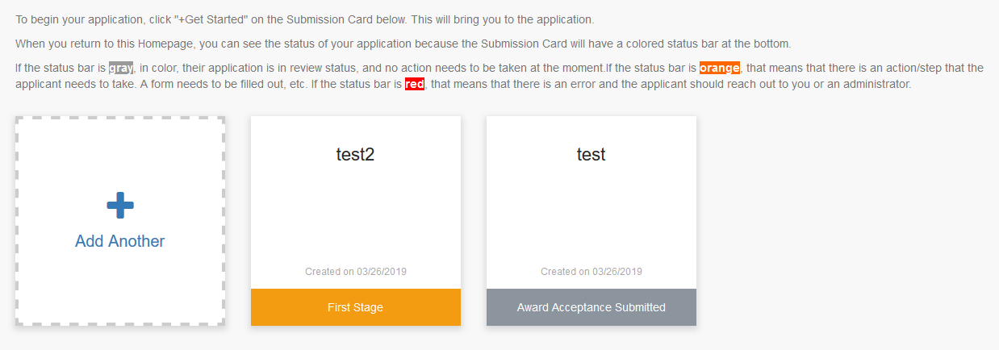 To begin your application, click "+Get Started" on the Submission Card below. This will bring you to the application.
When you return to this Homepage, you can see the status of your application because the Submission Card will have a colored status bar at the bottom.
If the status bar is gray, in color, their application is in review status, and no action needs to be taken at the moment.If the status bar is orange, that means that there is an action/step that the
applicant needs to take. A form needs to be filled out, etc. If the status bar is red, that means that there is an error and the applicant should reach out to you or an administrator.
Add Another
test2
Created on 03/26/2019
First Stage
test
Created on 03/26/2019
Award Acceptance Submitted